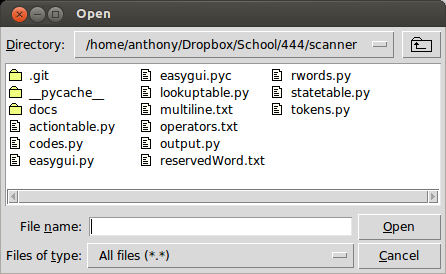 Open
Directory: /home/anthony/Dropbox/School/444/scanner
.git easygui.pyc rwords.py
__pycache__ lookuptable.py statetable.py
docs multiline.txt tokens.py
actiontable.py operators.txt
codes.py output.py
easygui.py reservedWord.txt
File name: Open
Files of type: All files (*.*) Cancel